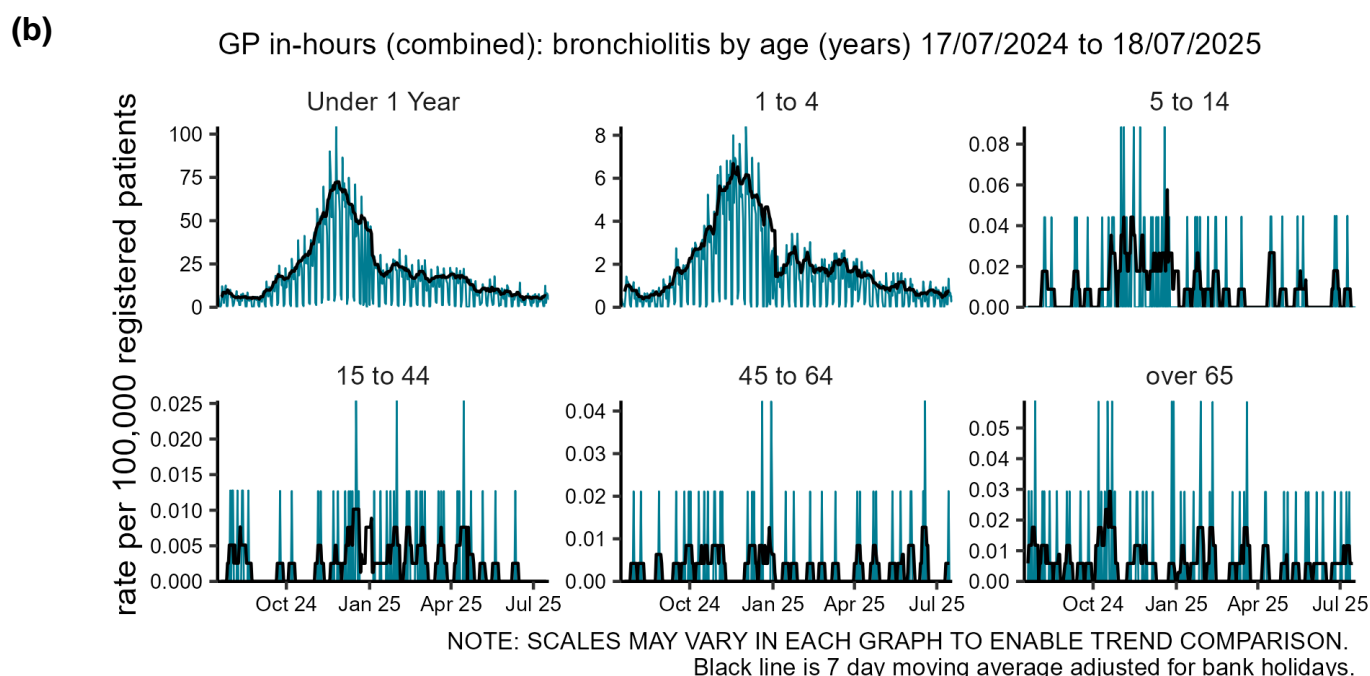 (b)
GP in-hours (combined): bronchiolitis by age (years) 17/07/2024 to 18/07/2025
rate per 100,000 registered patients
Under 1 Year
100
75
50
25
0
1 to 4
8
6
4
2
0
5 to 14
0.08
0.06
0.04
0.02
0.00
15 to 44
0.025
0.020
0.015
0.010
0.005
0.000
Oct 24 Jan 25 Apr 25 Jul 25
45 to 64
0.04
0.03
0.02
0.01
0.00
Oct 24 Jan 25 Apr 25 Jul 25
over 65
0.05
0.04
0.03
0.02
0.01
0.00
Oct 24 Jan 25 Apr 25 Jul 25
NOTE: SCALES MAY VARY IN EACH GRAPH TO ENABLE TREND COMPARISON.
Black line is 7 day moving average adjusted for bank holidays.